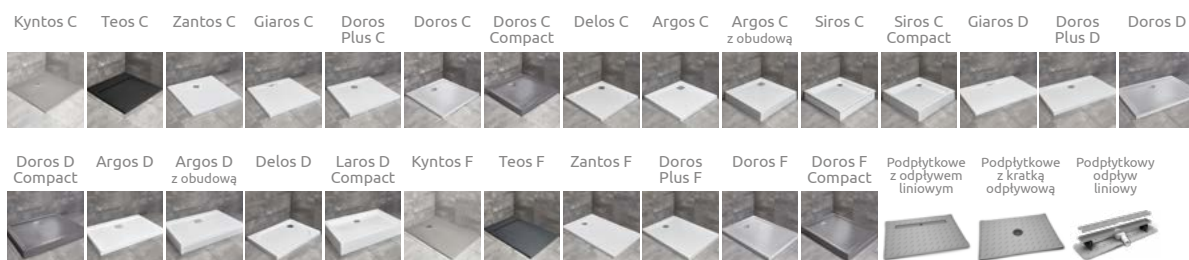 Kyntos C
Teos C
Zantos C
Giaros C
Doros
Plus C
Doros C
Doros C
Compact
Delos C
Argos C
Argos C
z obudową
Siros C
Siros C
Compact
Giaros D
Doros
Plus D
Doros D
Doros D
Compact
Argos D
Argos D
z obudową
Delos D
Laros D
Compact
Kyntos F
Teos F
Zantos F
Doros
Plus F
Doros F
Doros F
Compact
Podpłytkowe
z odpływem
liniowym
Podpłytkowe
z kratką
odpływową
Podpłytkowy
odpływ
liniowy